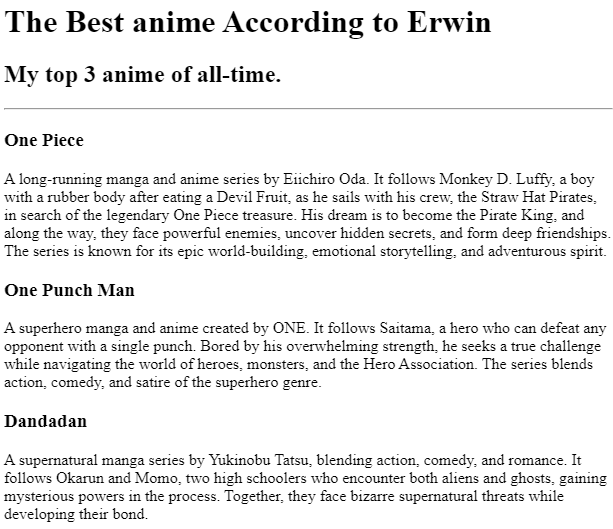 The Best anime According to Erwin
My top 3 anime of all-time.
One Piece
A long-running manga and anime series by Eiichiro Oda. It follows Monkey D. Luffy, a boy
with a rubber body after eating a Devil Fruit, as he sails with his crew, the Straw Hat Pirates,
in search of the legendary One Piece treasure. His dream is to become the Pirate King, and
along the way, they face powerful enemies, uncover hidden secrets, and form deep friendships.
The series is known for its epic world-building, emotional storytelling, and adventurous spirit.
One Punch Man
A superhero manga and anime created by ONE. It follows Saitama, a hero who can defeat any
opponent with a single punch. Bored by his overwhelming strength, he seeks a true challenge
while navigating the world of heroes, monsters, and the Hero Association. The series blends
action, comedy, and satire of the superhero genre.
Dandadan
A supernatural manga series by Yukinobu Tatsu, blending action, comedy, and romance. It
follows Okarun and Momo, two high schoolers who encounter both aliens and ghosts, gaining
mysterious powers in the process. Together, they face bizarre supernatural threats while
developing their bond.